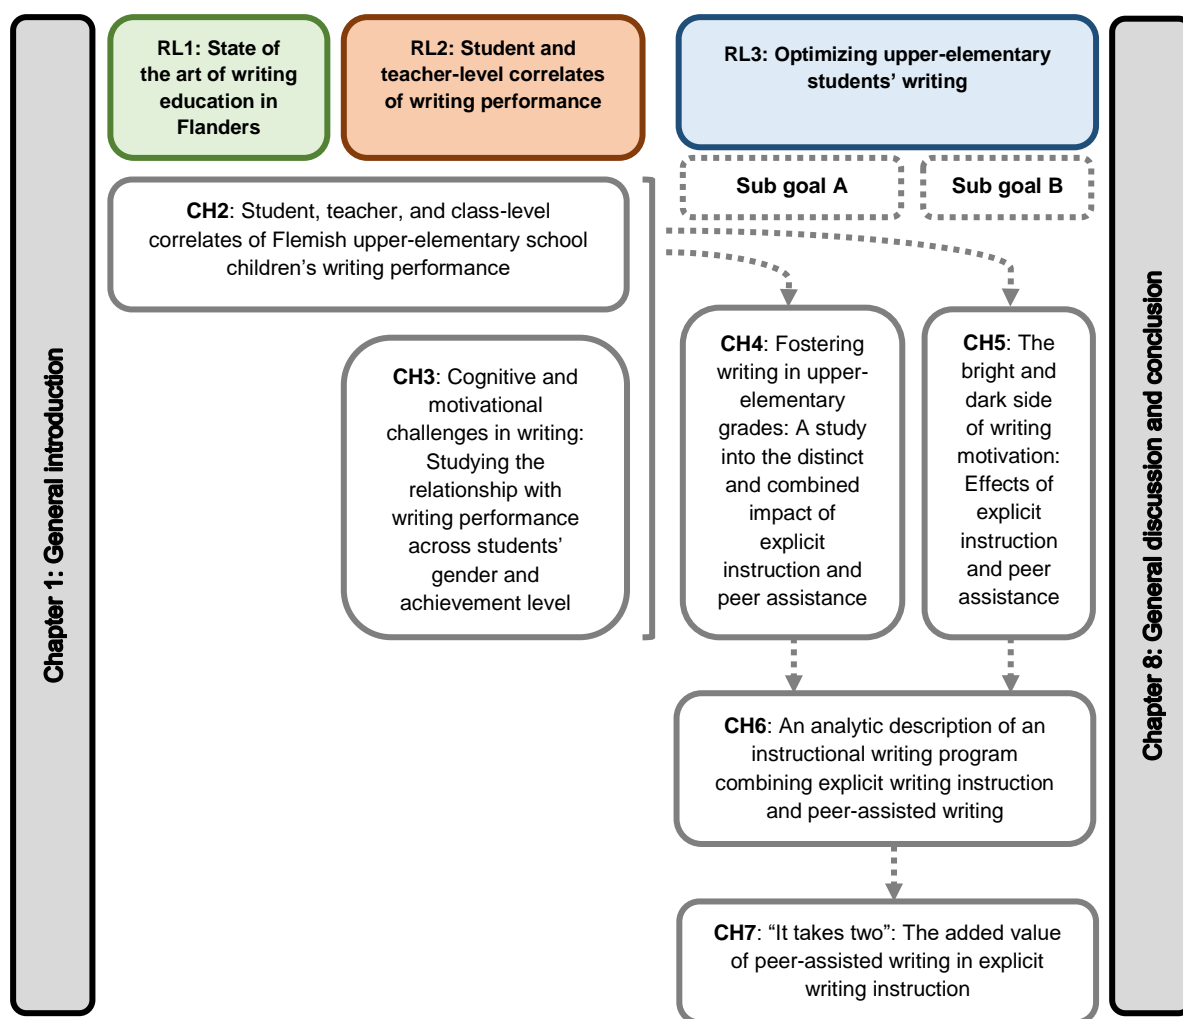 Chapter 1: General introduction
RL1: State of
the art of writing
education in
Flanders
RL2: Student and
teacher-level correlates
of writing performance
RL3: Optimizing upper-elementary
students’ writing
Sub goal A
Sub goal B
CH2: Student, teacher, and class-level
correlates of Flemish upper-elementary school
children’s writing performance
CH3: Cognitive and
motivational
challenges in writing:
Studying the
relationship with
writing performance
across students’
gender and
achievement level
CH4: Fostering
writing in upper-
elementary
grades: A study
into the distinct
and combined
impact of
explicit
instruction and
peer assistance
CH5: The
bright and
dark side
of writing
motivation:
Effects of
explicit
instruction
and peer
assistance
CH6: An analytic description of an
instructional writing program
combining explicit writing instruction
and peer-assisted writing
CH7: “It takes two”: The added value
of peer-assisted writing in explicit
writing instruction
Chapter 8: General discussion and conclusion